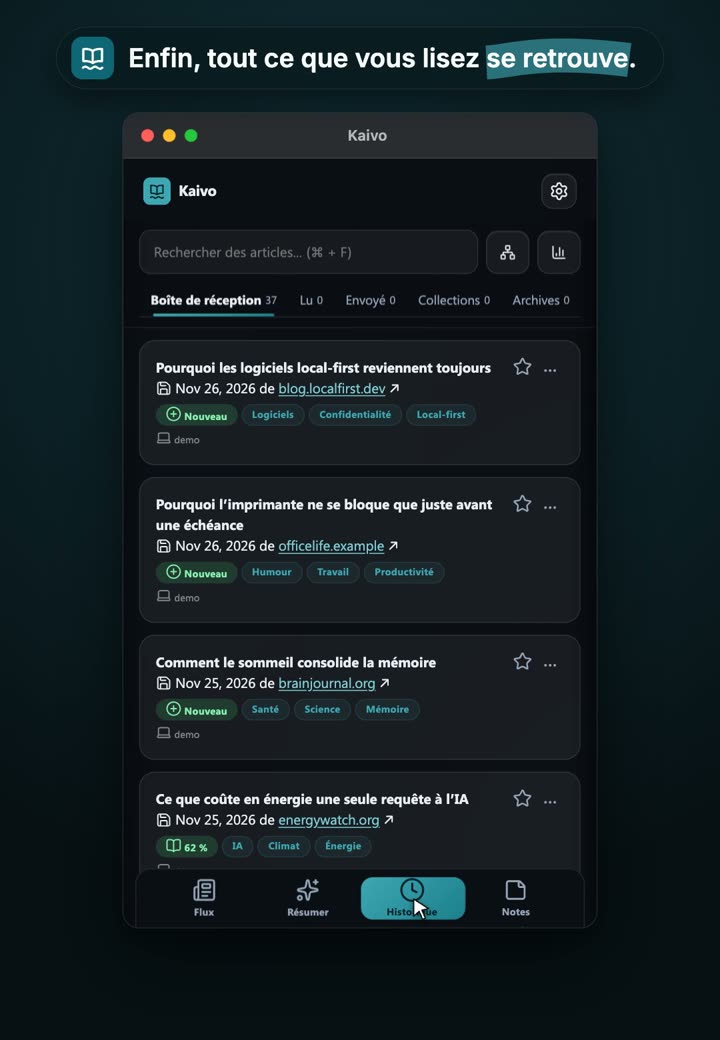 Enfin, tout ce que vous lisez se retrouve.
Kaivo
Kaivo
Rechercher des articles... (⌘ + F)
Boîte de réception 37 Lu 0 Envoyé 0 Collections 0 Archives 0
Pourquoi les logiciels local-first reviennent toujours
Nov 26, 2026 de blog.localfirst.dev ↗
Nouveau Logiciels Confidentialité Local-first
demo
Pourquoi l’imprimante ne se bloque que juste avant
une échéance
Nov 26, 2026 de officelife.example ↗
Nouveau Humour Travail Productivité
demo
Comment le sommeil consolide la mémoire
Nov 25, 2026 de brainjournal.org ↗
Nouveau Santé Science Mémoire
demo
Ce que coûte en énergie une seule requête à l’IA
Nov 25, 2026 de energywatch.org ↗
62 % IA Climat Énergie
Flux Résumer Historique Notes